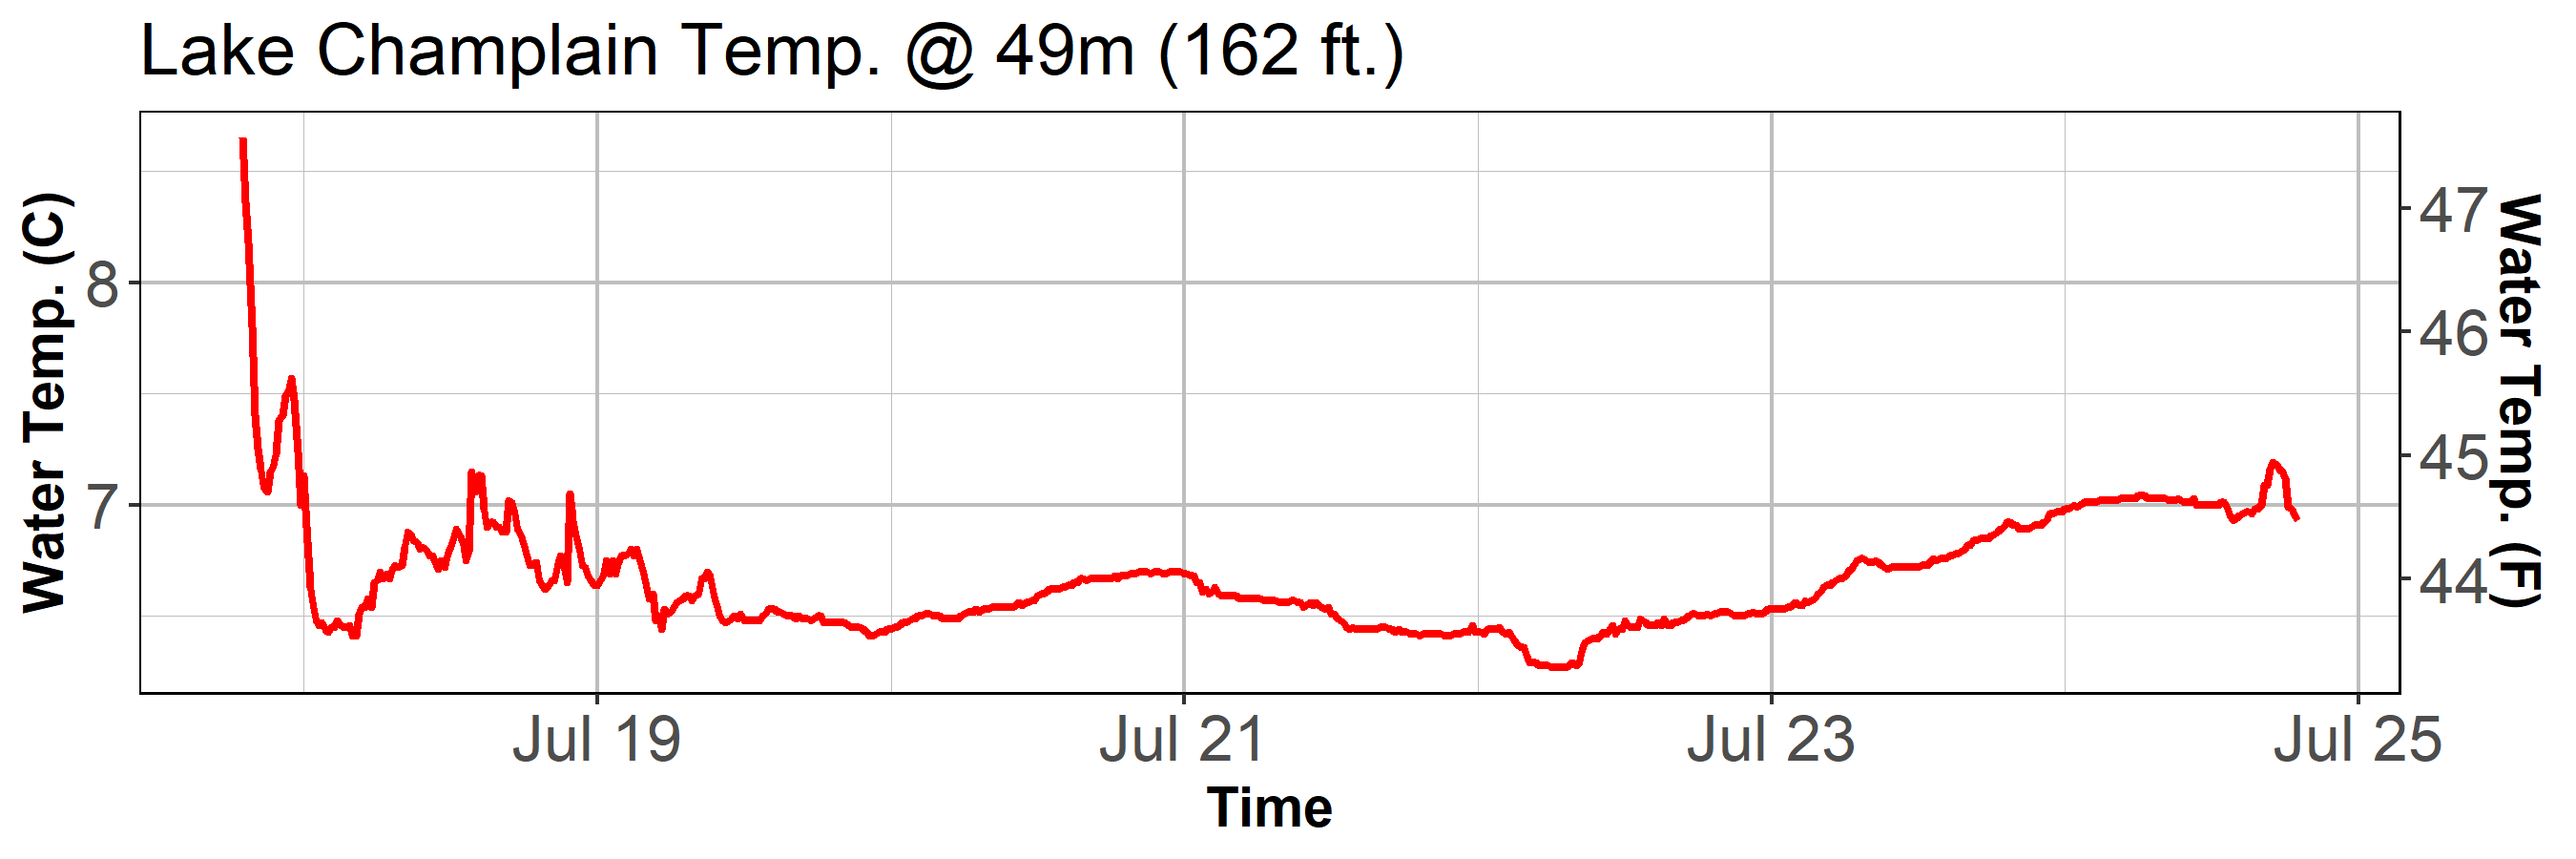 Lake Champlain Temp. @ 49m (162 ft.)
Water Temp. (C)
8
7
47
46
45
44
Water Temp. (F)
Jul 19
Jul 21
Jul 23
Jul 25
Time